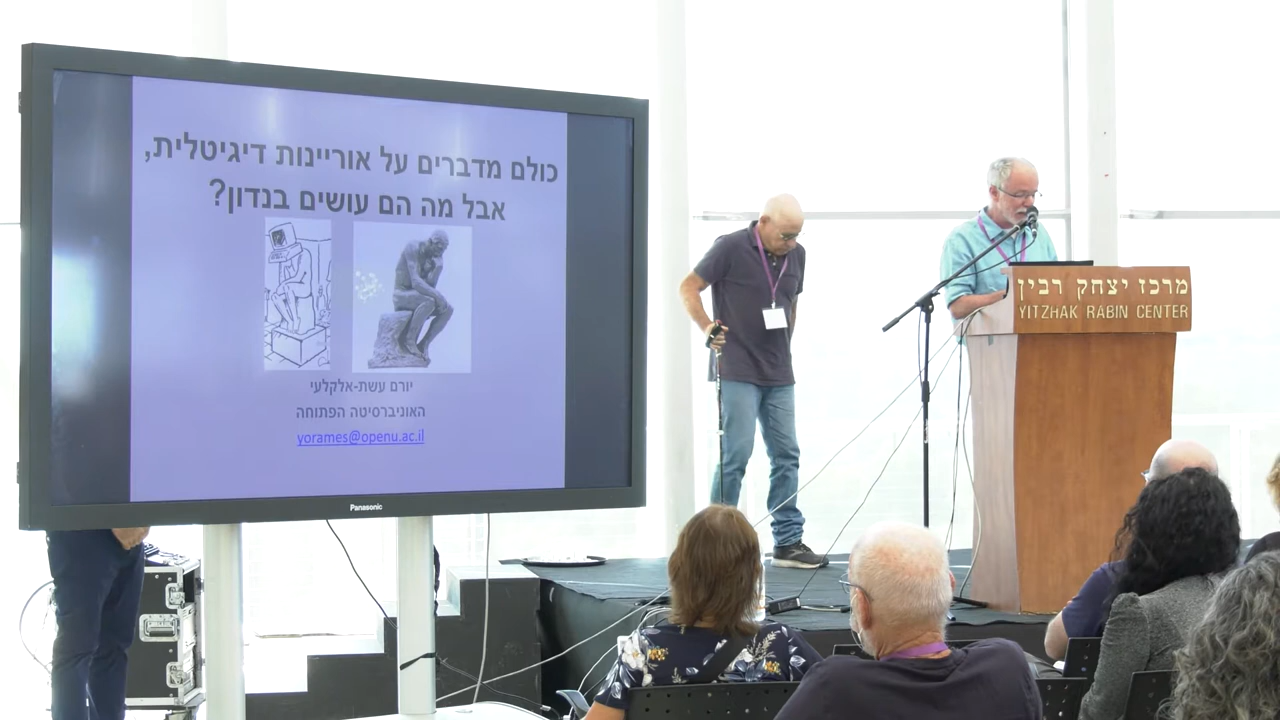 כולם מדברים על אוריינות דיגיטלית,
אבל מה הם עושים בנדון?
יורם עשת-אלקלעי
האוניברסיטה הפתוחה
yorames@openu.ac.il
Panasonic
מרכז יצחק רבין
YITZHAK RABIN CENTER